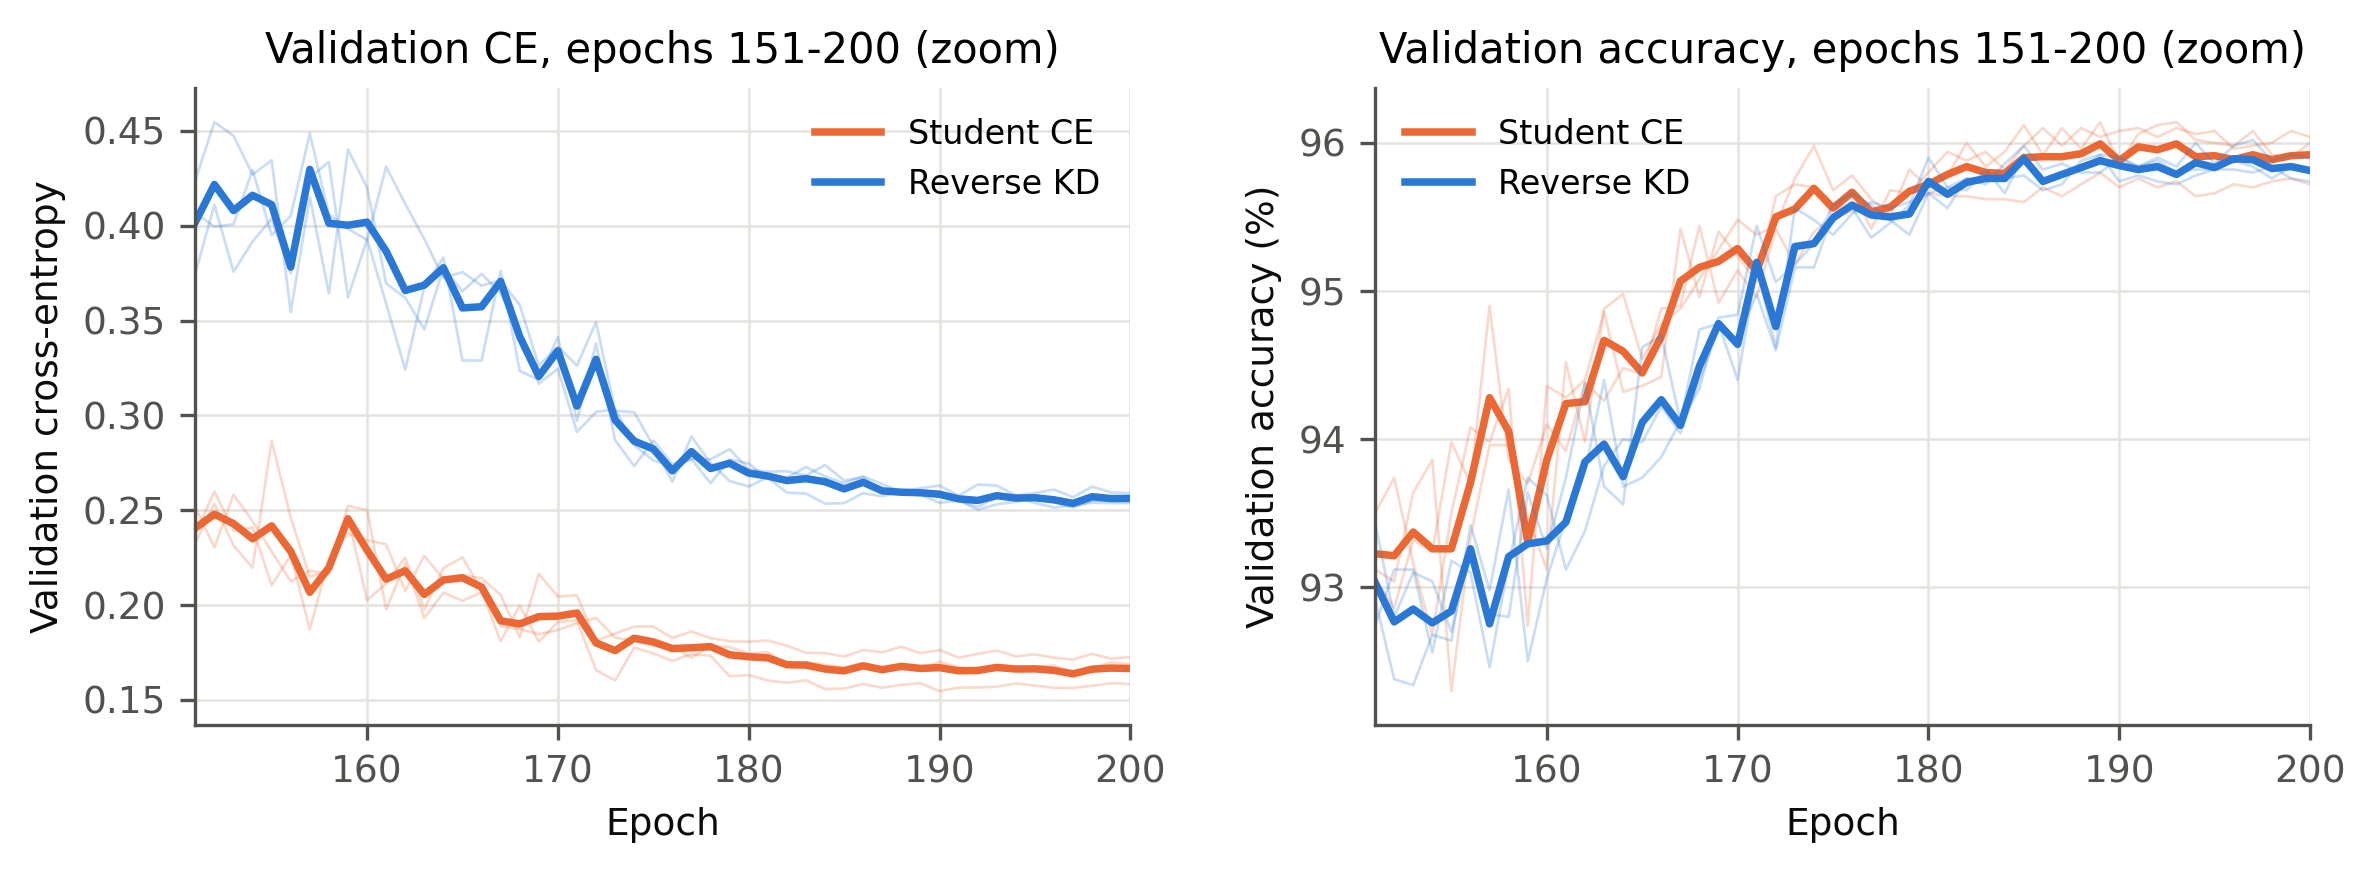 Validation CE, epochs 151-200 (zoom)
Validation cross-entropy
0.45
0.40
0.35
0.30
0.25
0.20
0.15
Student CE
Reverse KD
160
170
180
190
200
Epoch
Validation accuracy, epochs 151-200 (zoom)
Validation accuracy (%)
96
95
94
93
Student CE
Reverse KD
160
170
180
190
200
Epoch